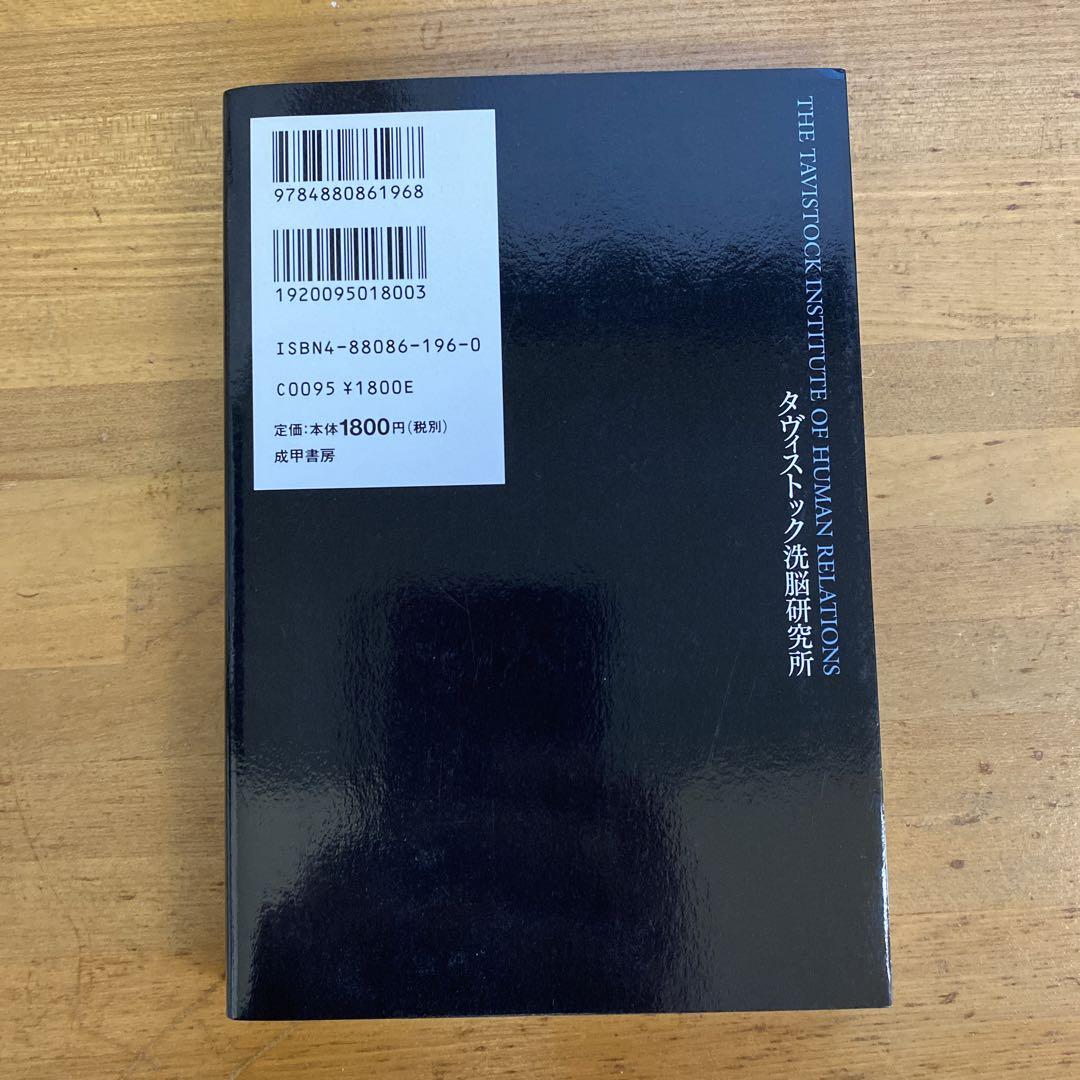 9784880861968
1920095018003
ISBN4-88086-196-0
C0095 ¥1800E
定価:本体1800円(税別)
成甲書房
THE TAVISTOCK INSTITUTE OF HUMAN RELATIONS
タヴィストック洗脳研究所